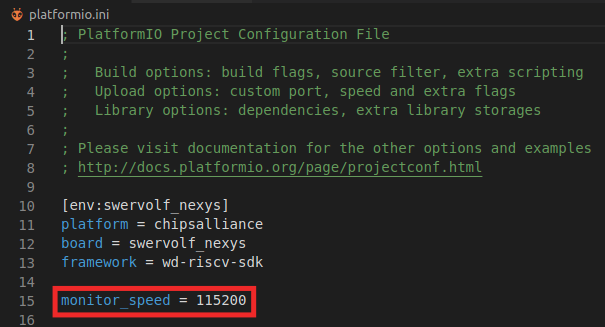 platformio.ini
1 ; PlatformIO Project Configuration File
2 ;
3 ;   Build options: build flags, source filter, extra scripting
4 ;   Upload options: custom port, speed and extra flags
5 ;   Library options: dependencies, extra library storages
6 ;
7 ; Please visit documentation for the other options and examples
8 ; http://docs.platformio.org/page/projectconf.html
9
10 [env:swervolf_nexys]
11 platform = chipsalliance
12 board = swervolf_nexys
13 framework = wd-riscv-sdk
14
15 monitor_speed = 115200
16